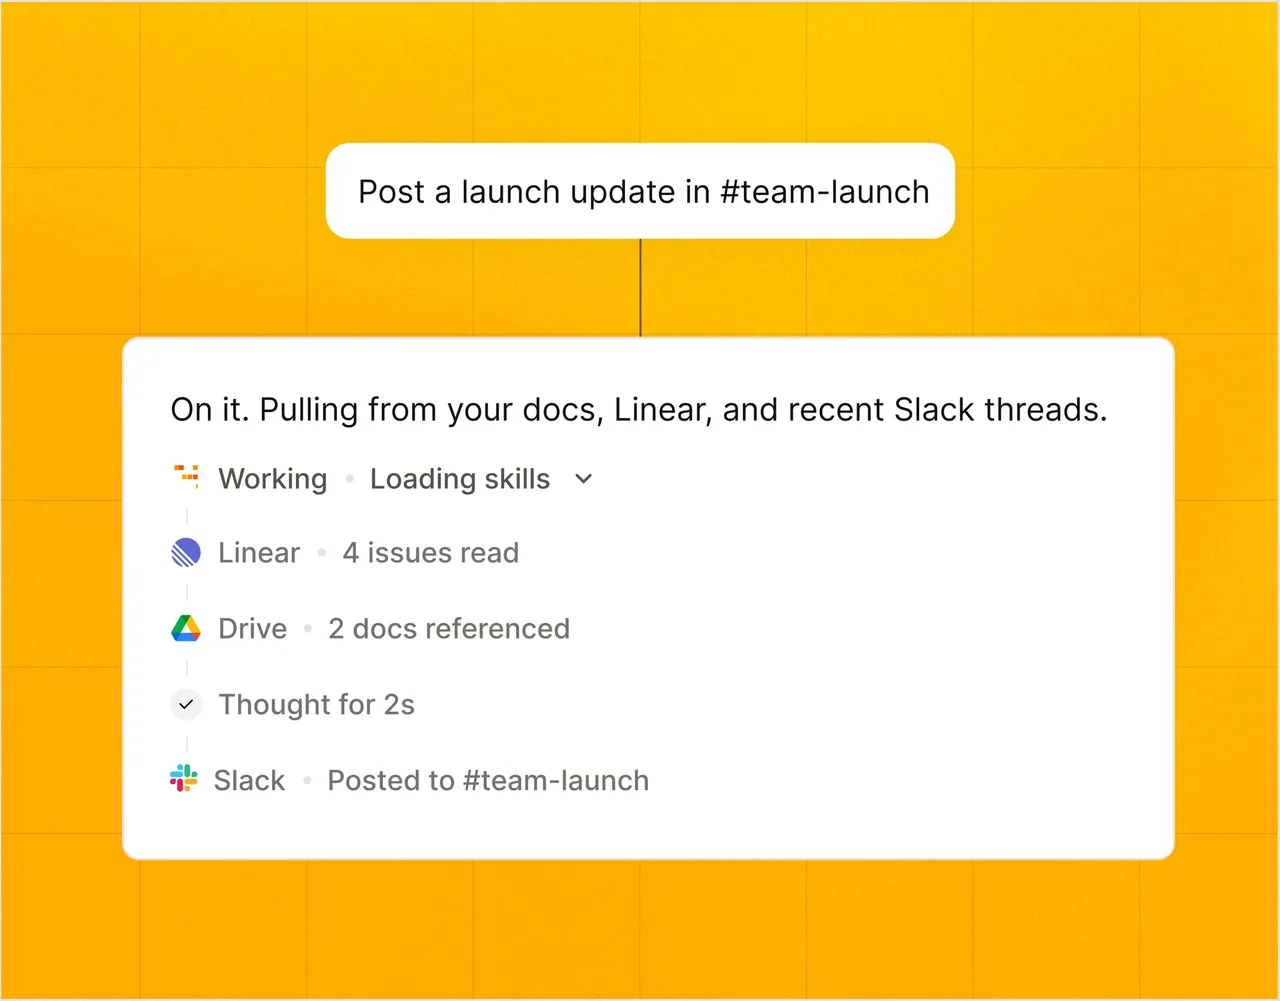 Post a launch update in #team-launch
On it. Pulling from your docs, Linear, and recent Slack threads.
Working • Loading skills
Linear • 4 issues read
Drive • 2 docs referenced
Thought for 2s
Slack • Posted to #team-launch